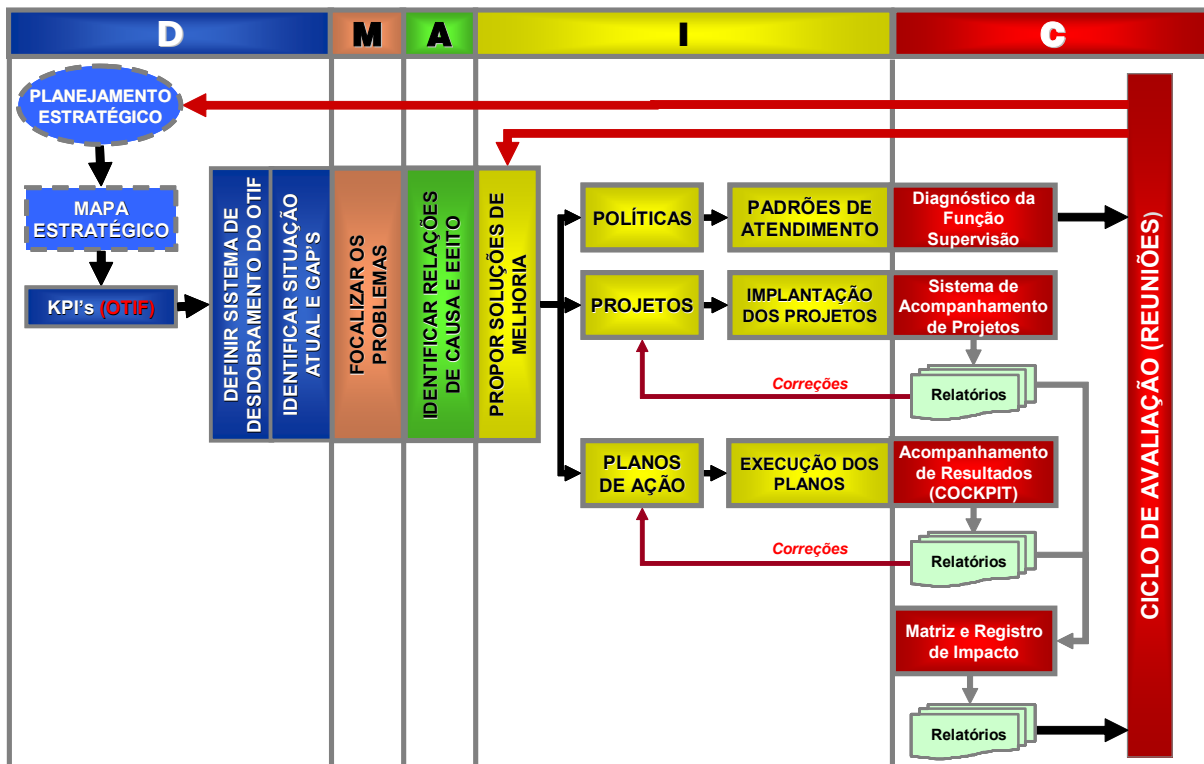 D
M
A
I
C
PLANEJAMENTO
ESTRATÉGICO
MAPA
ESTRATÉGICO
KPI's (OTIF)
DEFINIR SISTEMA DE
DESDOBRAMENTO DO OTIF
IDENTIFICAR SITUAÇÃO
ATUAL E GAP'S
FOCALIZAR OS
PROBLEMAS
IDENTIFICAR RELAÇÕES
DE CAUSA E EEITO
PROPOR SOLUÇÕES DE
MELHORIA
POLÍTICAS
PADRÕES DE
ATENDIMENTO
Diagnóstico da
Função
Supervisão
PROJETOS
IMPLANTAÇÃO
DOS PROJETOS
Sistema de
Acompanhamento
de Projetos
Correções
Relatórios
PLANOS
DE AÇÃO
EXECUÇÃO DOS
PLANOS
Acompanhamento
de Resultados
(COCKPIT)
Correções
Relatórios
Matriz e Registro
de Impacto
Relatórios
CICLO DE AVALIAÇÃO (REUNIÕES)